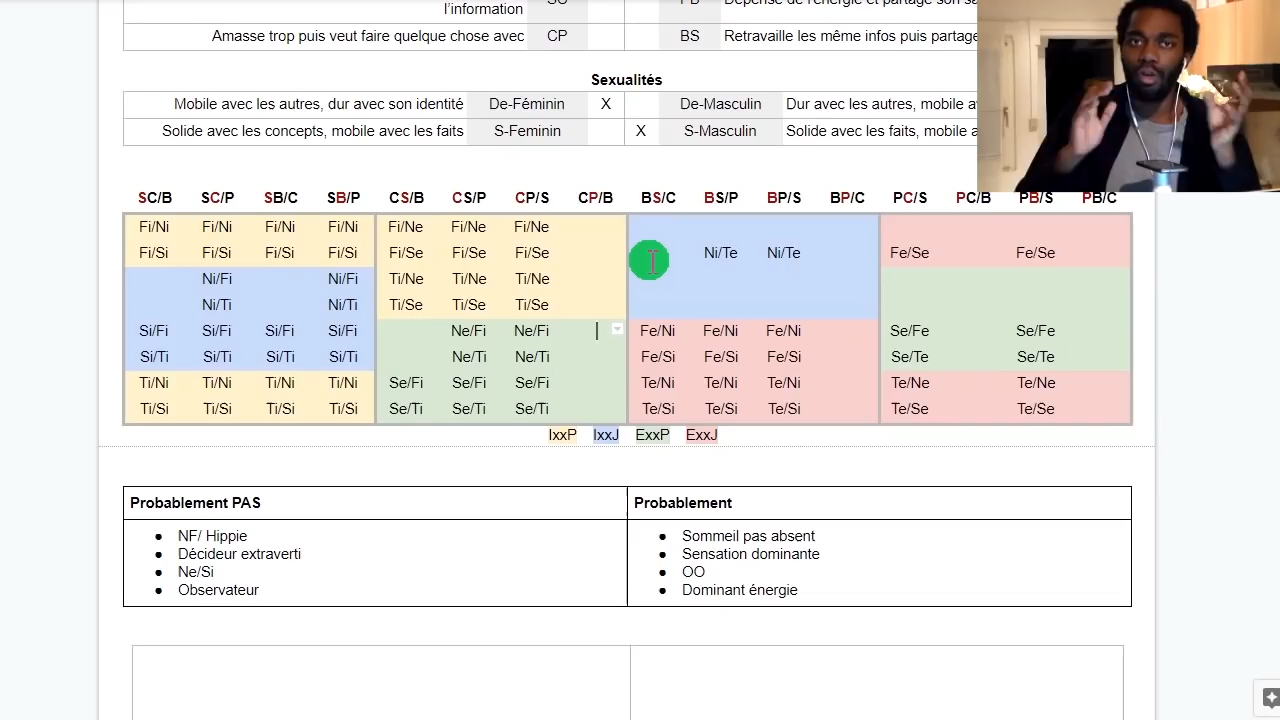 l'information
Amasse trop puis veut faire quelque chose avec CP BS Retravaille les même infos puis partage
Sexualités
Mobile avec les autres, dur avec son identité De-Féminin X De-Masculin Dur avec les autres, mobile a
Solide avec les concepts, mobile avec les faits S-Feminin X S-Masculin Solide avec les faits, mobile a
SC/B SC/P SB/C SB/P CS/B CS/P CP/S CP/B BS/C BS/P BP/S BP/C PC/S PC/B PB/S PB/C
Fi/Ni Fi/Ni Fi/Ni Fi/Ni Fi/Ne Fi/Ne Fi/Ne
Fi/Si Fi/Si Fi/Si Fi/Si Fi/Se Fi/Se Fi/Se Ni/Te Ni/Te Fe/Se Fe/Se
Ni/Fi Ni/Fi Ti/Ne Ti/Ne Ti/Ne
Ni/Ti Ni/Ti Ti/Se Ti/Se Ti/Se
Si/Fi Si/Fi Si/Fi Si/Fi Ne/Fi Ne/Fi Fe/Ni Fe/Ni Fe/Ni Se/Fe Se/Fe
Si/Ti Si/Ti Si/Ti Si/Ti Ne/Ti Ne/Ti Fe/Si Fe/Si Fe/Si Se/Te Se/Te
Ti/Ni Ti/Ni Ti/Ni Ti/Ni Se/Fi Se/Fi Se/Fi Te/Ni Te/Ni Te/Ni Te/Ne Te/Ne
Ti/Si Ti/Si Ti/Si Ti/Si Se/Ti Se/Ti Se/Ti Te/Si Te/Si Te/Si Te/Se Te/Se
IxxP IxxJ ExxP ExxJ
Probablement PAS Probablement
NF/ Hippie Sommeil pas absent
Décideur extraverti Sensation dominante
Ne/Si OO
Observateur Dominant énergie